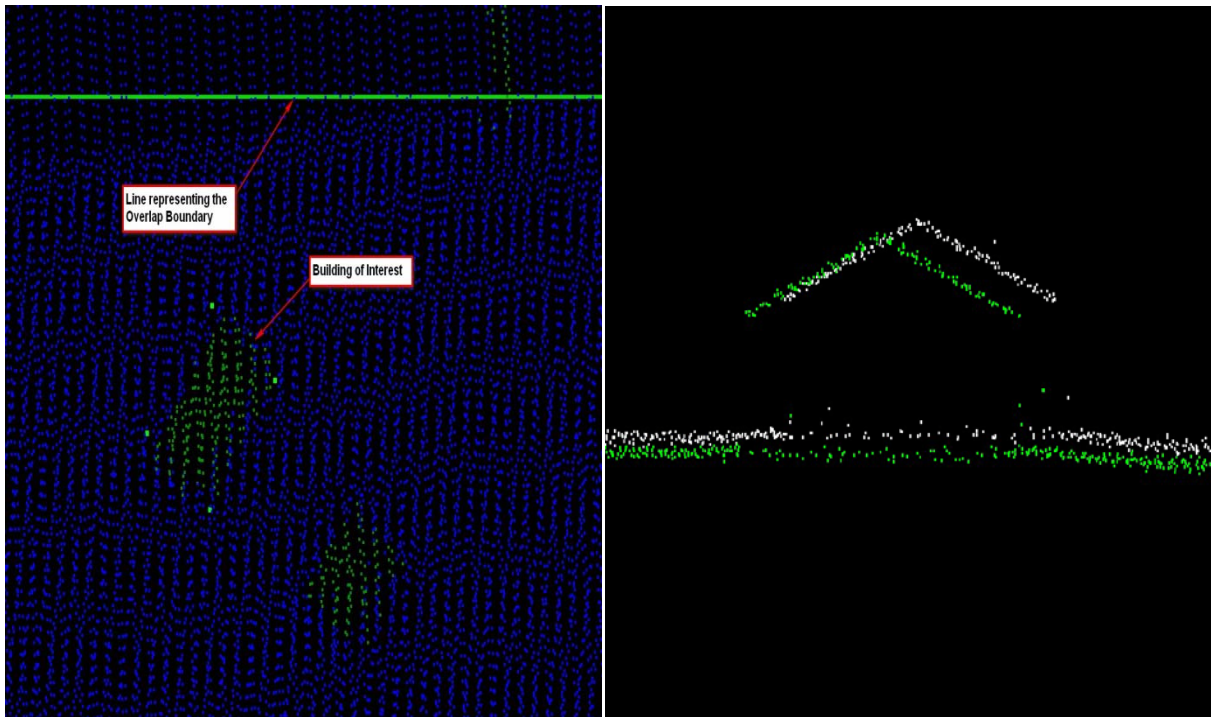 Line representing the
Overlap Boundary
Building of Interest